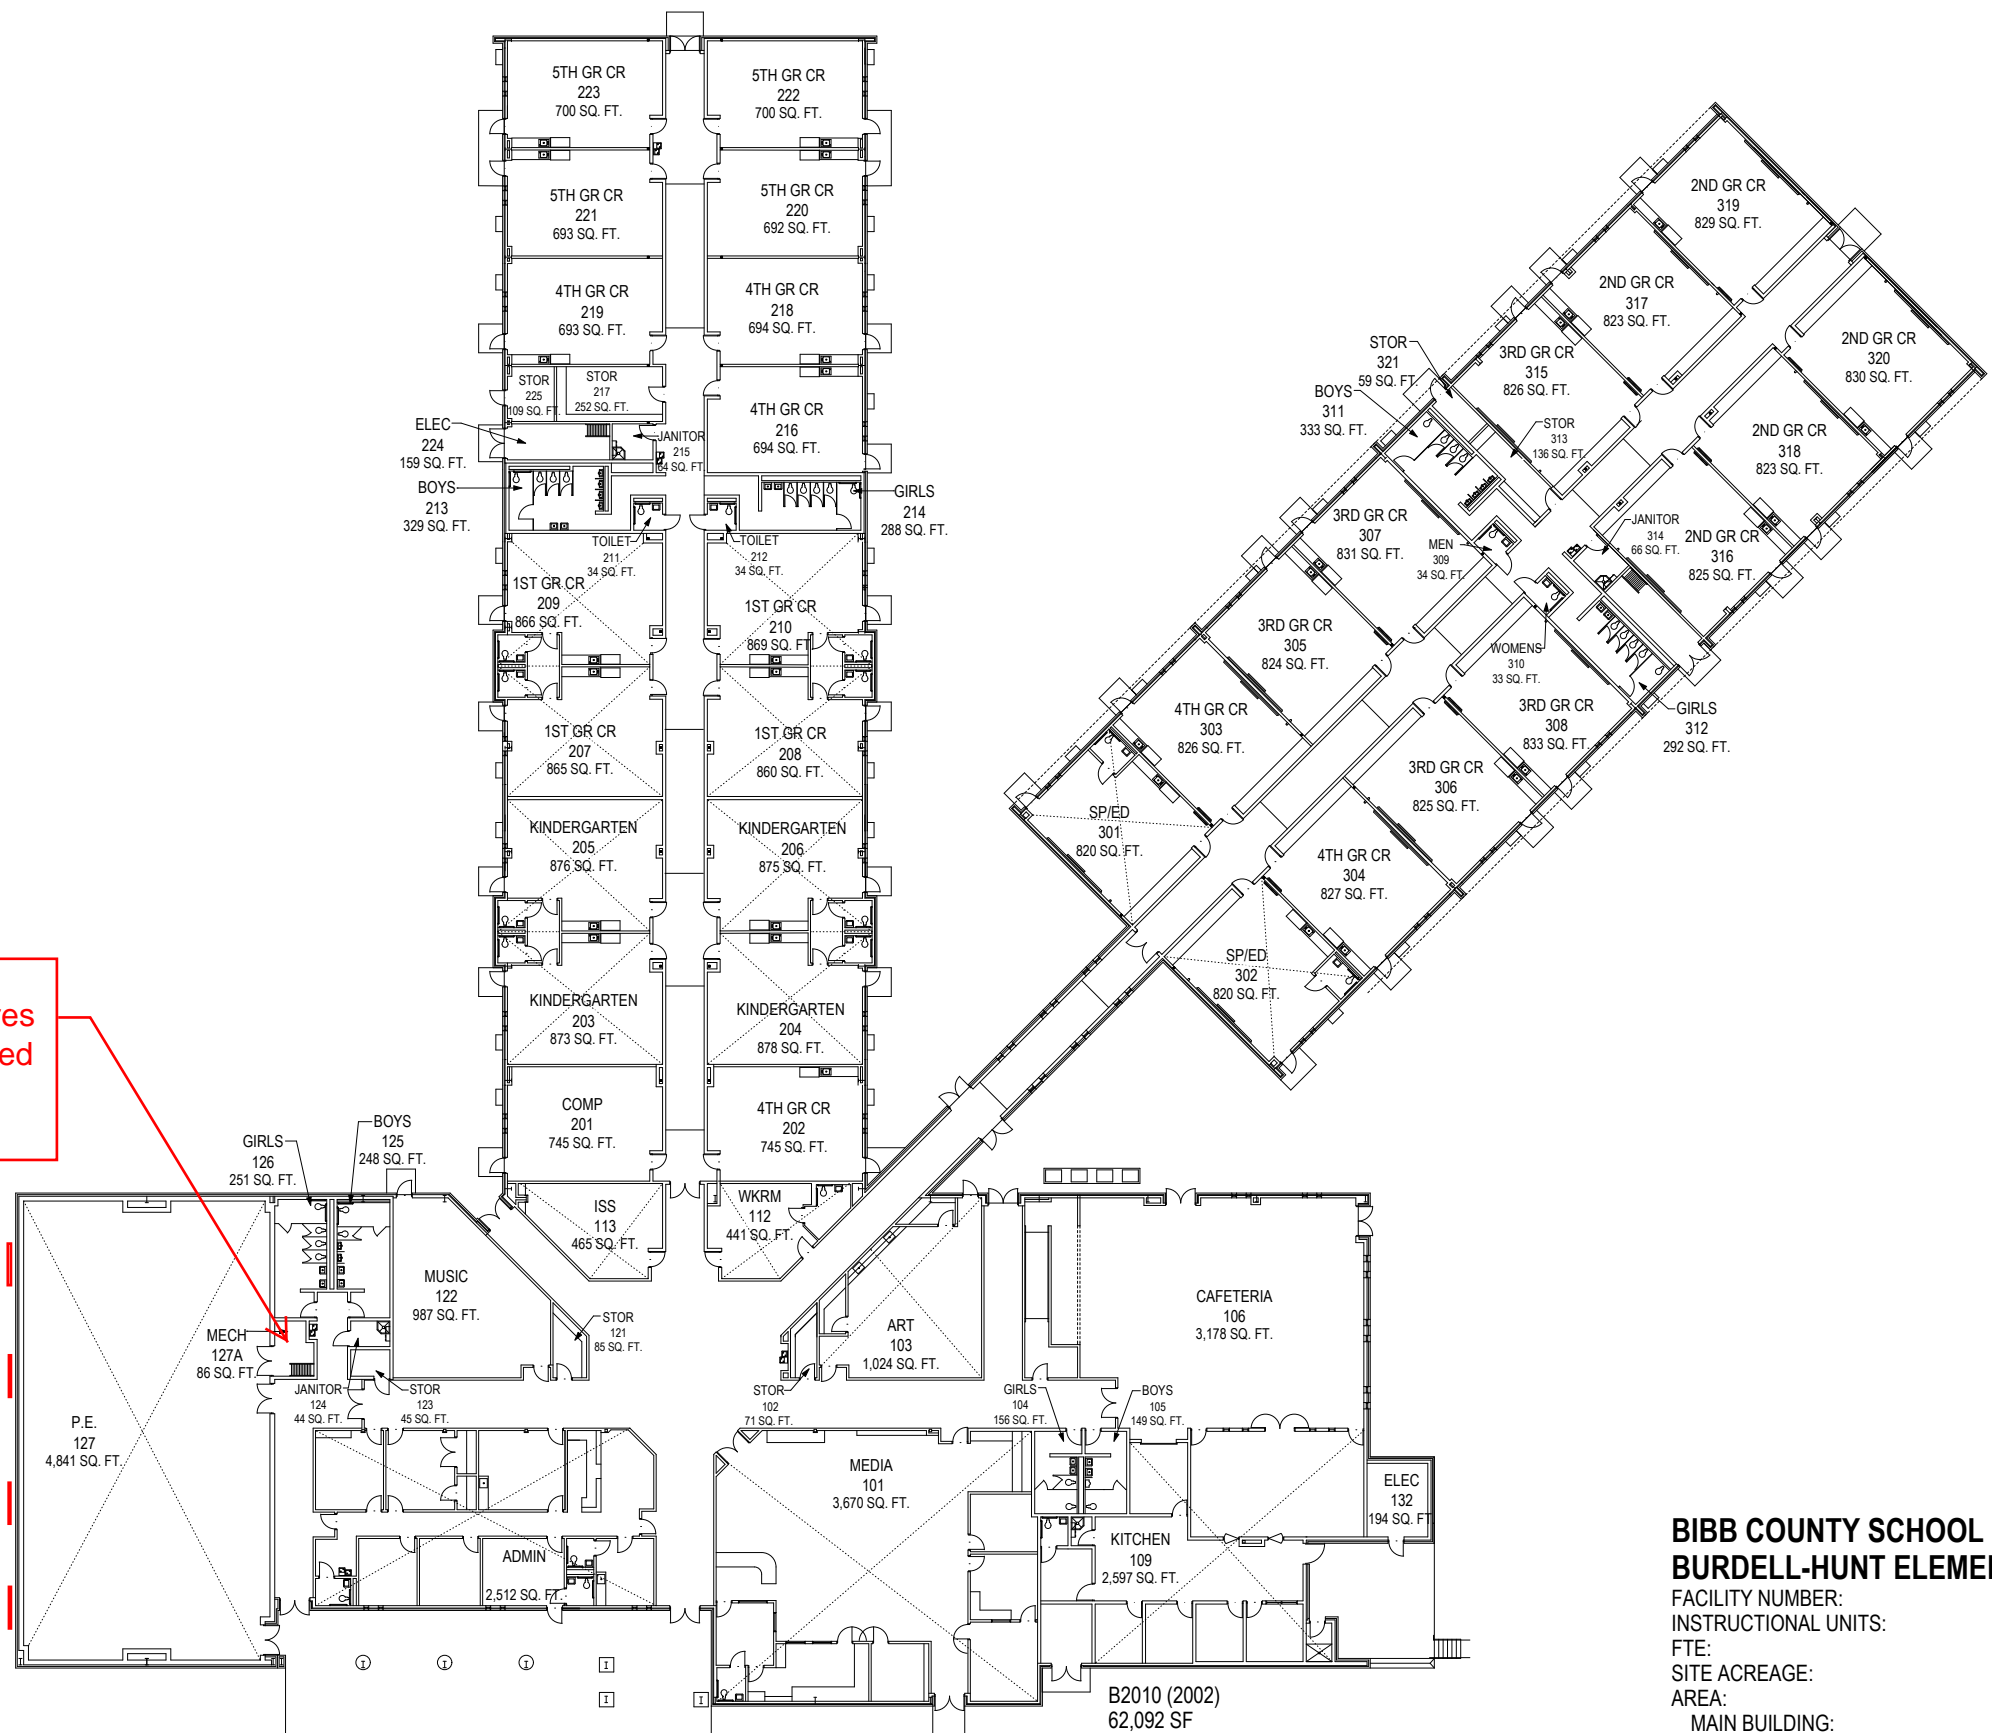 5TH GR CR
223
700 SQ. FT.
5TH GR CR
222
700 SQ. FT.
5TH GR CR
221
693 SQ. FT.
5TH GR CR
220
692 SQ. FT.
4TH GR CR
219
693 SQ. FT.
4TH GR CR
218
694 SQ. FT.
STOR
225
109 SQ. FT.
STOR
217
252 SQ. FT.
4TH GR CR
216
694 SQ. FT.
ELEC
224
159 SQ. FT.
JANITOR
215
64 SQ. FT.
BOYS
213
329 SQ. FT.
GIRLS
214
288 SQ. FT.
TOILET
211
34 SQ. FT.
TOILET
212
34 SQ. FT.
1ST GR CR
209
866 SQ. FT.
1ST GR CR
210
869 SQ. FT
1ST GR CR
207
865 SQ. FT.
1ST GR CR
208
860 SQ. FT.
KINDERGARTEN
205
876 SQ. FT.
KINDERGARTEN
206
875 SQ. FT.
KINDERGARTEN
203
873 SQ. FT.
KINDERGARTEN
204
878 SQ. FT.
COMP
201
745 SQ. FT.
4TH GR CR
202
745 SQ. FT.
ISS
113
465 SQ. FT.
WKRM
112
441 SQ. FT.
2ND GR CR
319
829 SQ. FT.
2ND GR CR
317
823 SQ. FT.
2ND GR CR
320
830 SQ. FT.
3RD GR CR
315
826 SQ. FT.
2ND GR CR
318
823 SQ. FT.
STOR
321
59 SQ. FT.
BOYS
311
333 SQ. FT.
STOR
313
136 SQ. FT.
3RD GR CR
307
831 SQ. FT.
MEN
309
34 SQ. FT.
JANITOR
314
66 SQ. FT.
2ND GR CR
316
825 SQ. FT.
3RD GR CR
305
824 SQ. FT.
WOMENS
310
33 SQ. FT.
4TH GR CR
303
826 SQ. FT.
3RD GR CR
308
833 SQ. FT.
GIRLS
312
292 SQ. FT.
3RD GR CR
306
825 SQ. FT.
SP/ED
301
820 SQ. FT.
4TH GR CR
304
827 SQ. FT.
SP/ED
302
820 SQ. FT.
GIRLS
126
251 SQ. FT.
BOYS
125
248 SQ. FT.
MUSIC
122
987 SQ. FT.
STOR
121
85 SQ. FT.
MECH
127A
86 SQ. FT.
JANITOR
124
44 SQ. FT.
STOR
123
45 SQ. FT.
P.E.
127
4,841 SQ. FT.
ADMIN
2,512 SQ. FT.
ART
103
1,024 SQ. FT.
STOR
102
71 SQ. FT.
GIRLS
104
156 SQ. FT.
BOYS
105
149 SQ. FT.
CAFETERIA
106
3,178 SQ. FT.
MEDIA
101
3,670 SQ. FT.
KITCHEN
109
2,597 SQ. FT.
ELEC
132
194 SQ. FT.
B2010 (2002)
62,092 SF
BIBB COUNTY SCHOOL
BURDELL-HUNT
FACILITY NUMBER:
INSTRUCTIONAL UNITS:
FTE:
SITE ACREAGE:
AREA:
MAIN BUILDING: